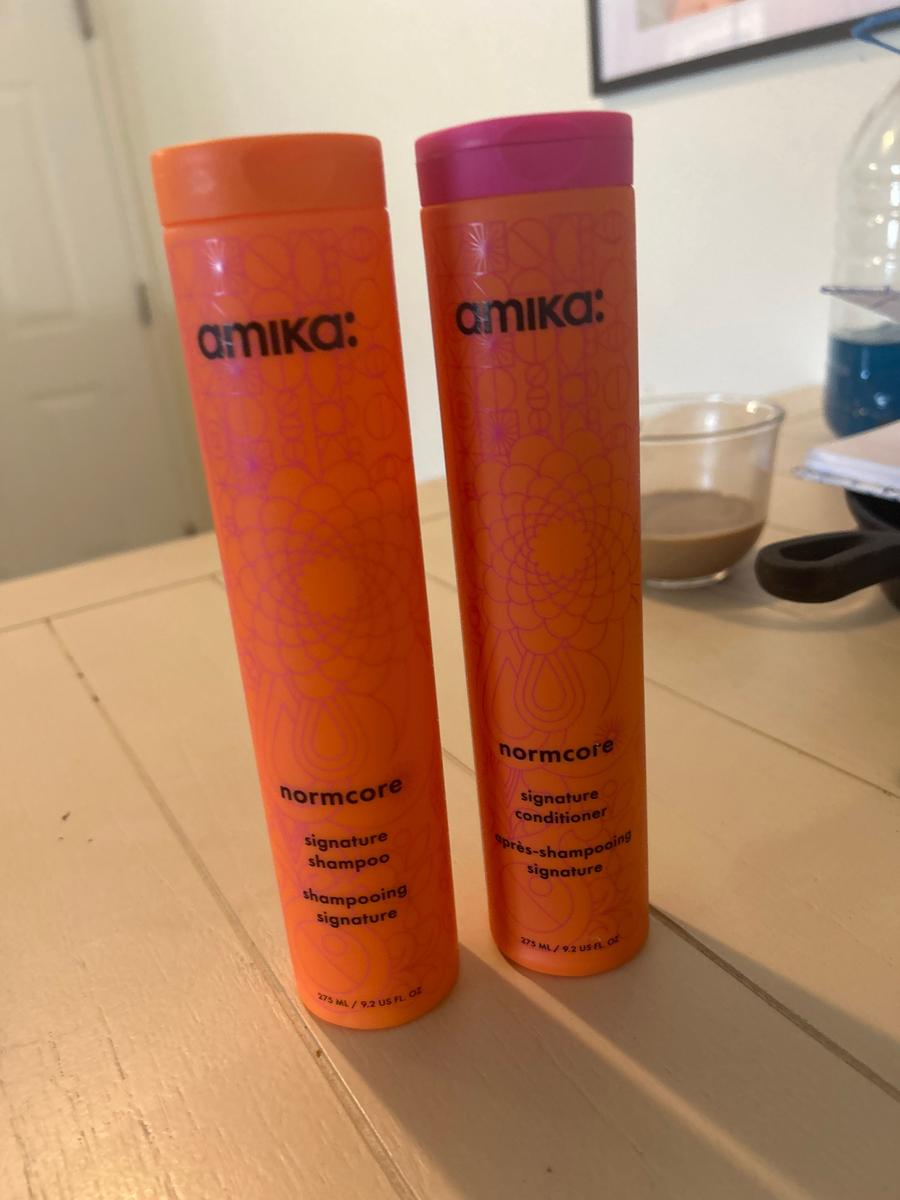 amika:
normcore
signature
shampoo
shampooing
signature
275 ML / 9.2 US FL. OZ
amika:
normcore
signature
conditioner
après-shampooing
signature
275 ML / 9.2 US FL. OZ